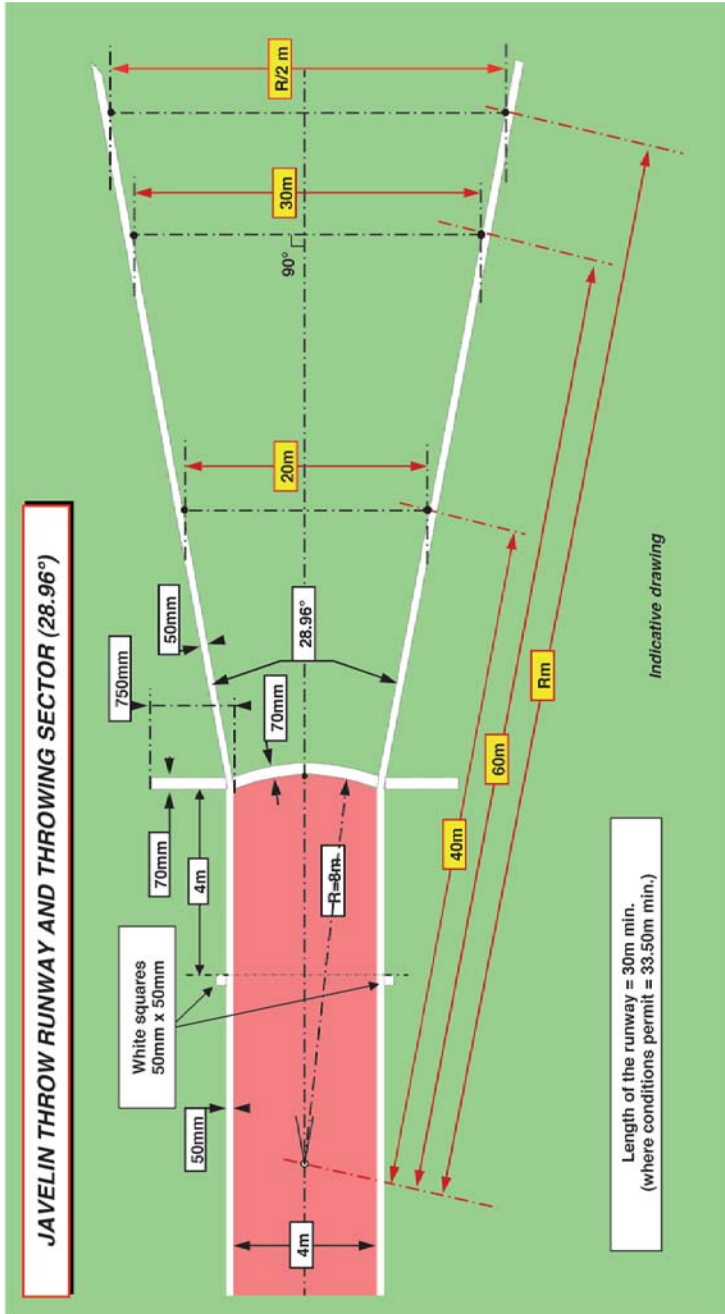 JAVELIN THROW RUNWAY AND THROWING SECTOR (28.96°)
750mm
50mm
70mm
4m
White squares
50mm x 50mm
50mm
4m
70mm
28.96°
R=8m
20m
30m
90°
R/2 m
40m
60m
Rm
Length of the runway = 30m min.
(where conditions permit = 33.50m min.)
Indicative drawing